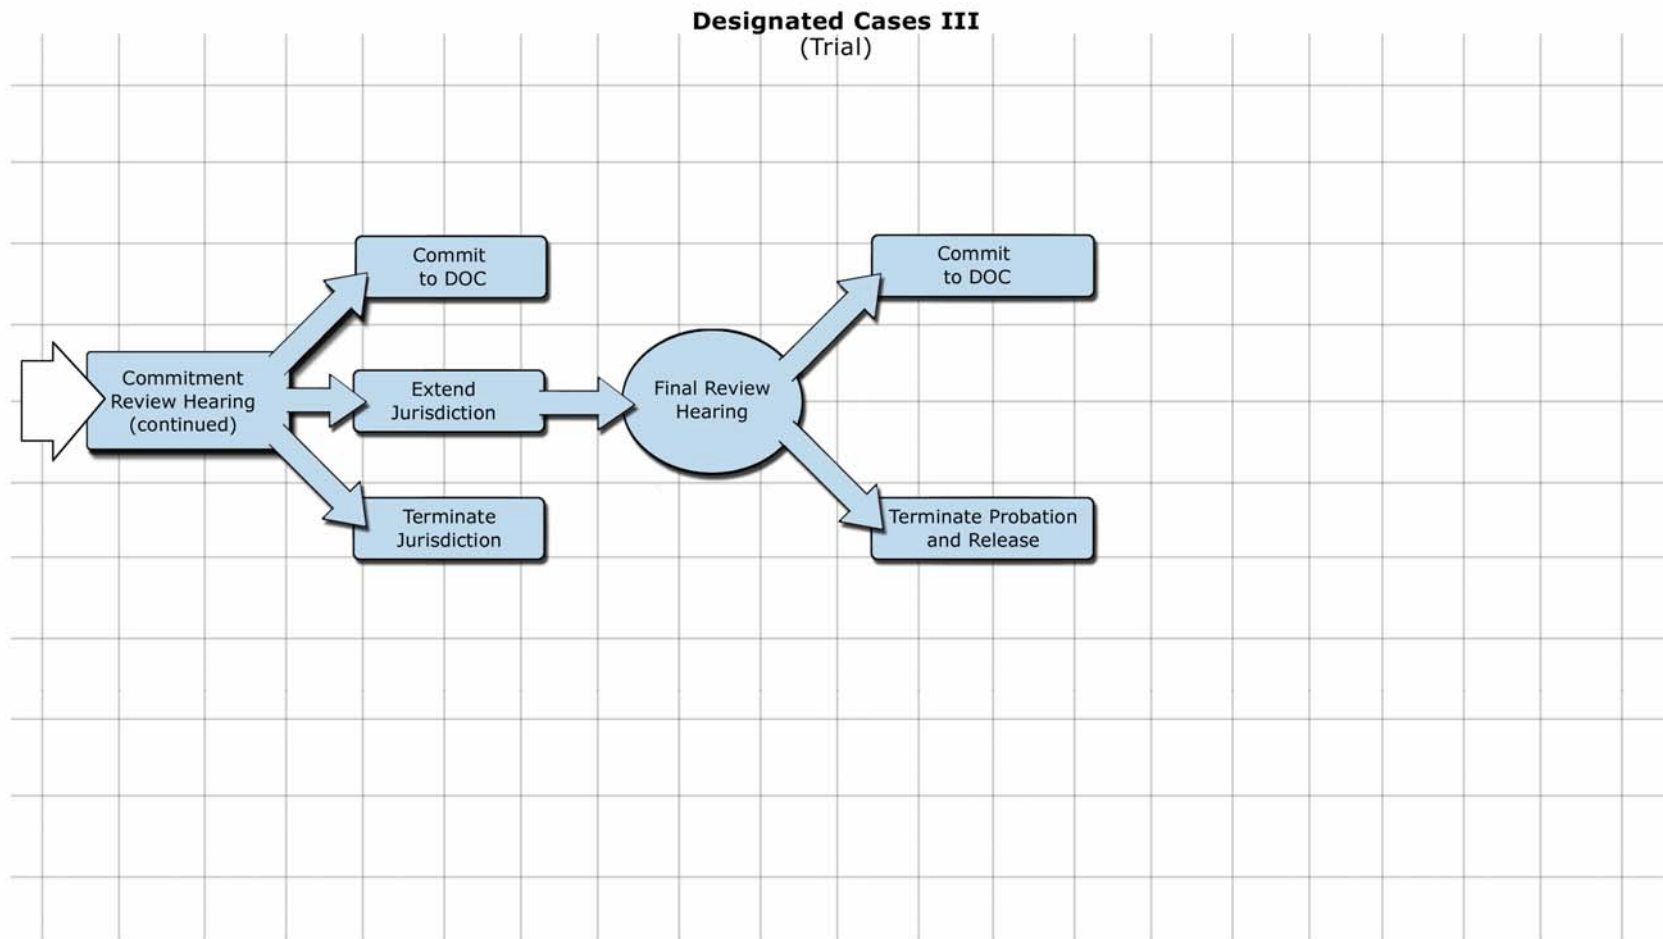 Designated Cases III
(Trial)
Commit
to DOC
Commit
to DOC
Commitment
Review Hearing
(continued)
Extend
Jurisdiction
Final Review
Hearing
Terminate
Jurisdiction
Terminate Probation
and Release